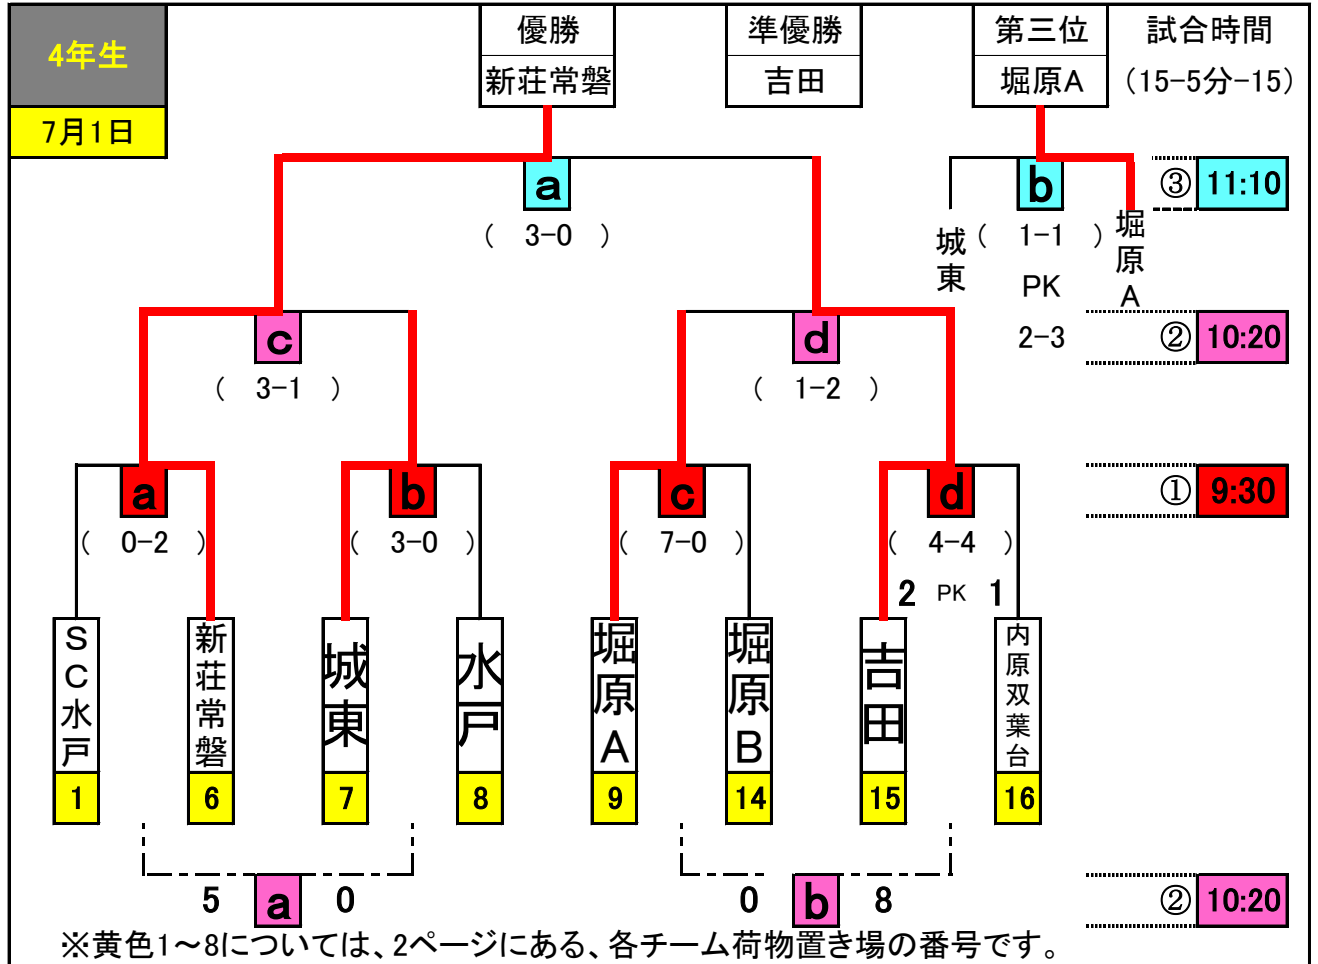 4年生
7月1日
優勝
新荘常磐
準優勝
吉田
第三位
堀原A
試合時間
(15-5分-15)
a
( 3-0 )
b
( 1-1 )
PK
2-3
城東
堀原A
③ 11:10
c
( 3-1 )
d
( 1-2 )
② 10:20
a
( 0-2 )
b
( 3-0 )
c
( 7-0 )
d
( 4-4 )
2 PK 1
① 9:30
SC水戸
新荘常磐
城東
水戸
堀原A
堀原B
吉田
内原双葉台
1 6 7 8 9 14 15 16
5 a 0
0 b 8
② 10:20
※黄色1～8については、2ページにある、各チーム荷物置き場の番号です。